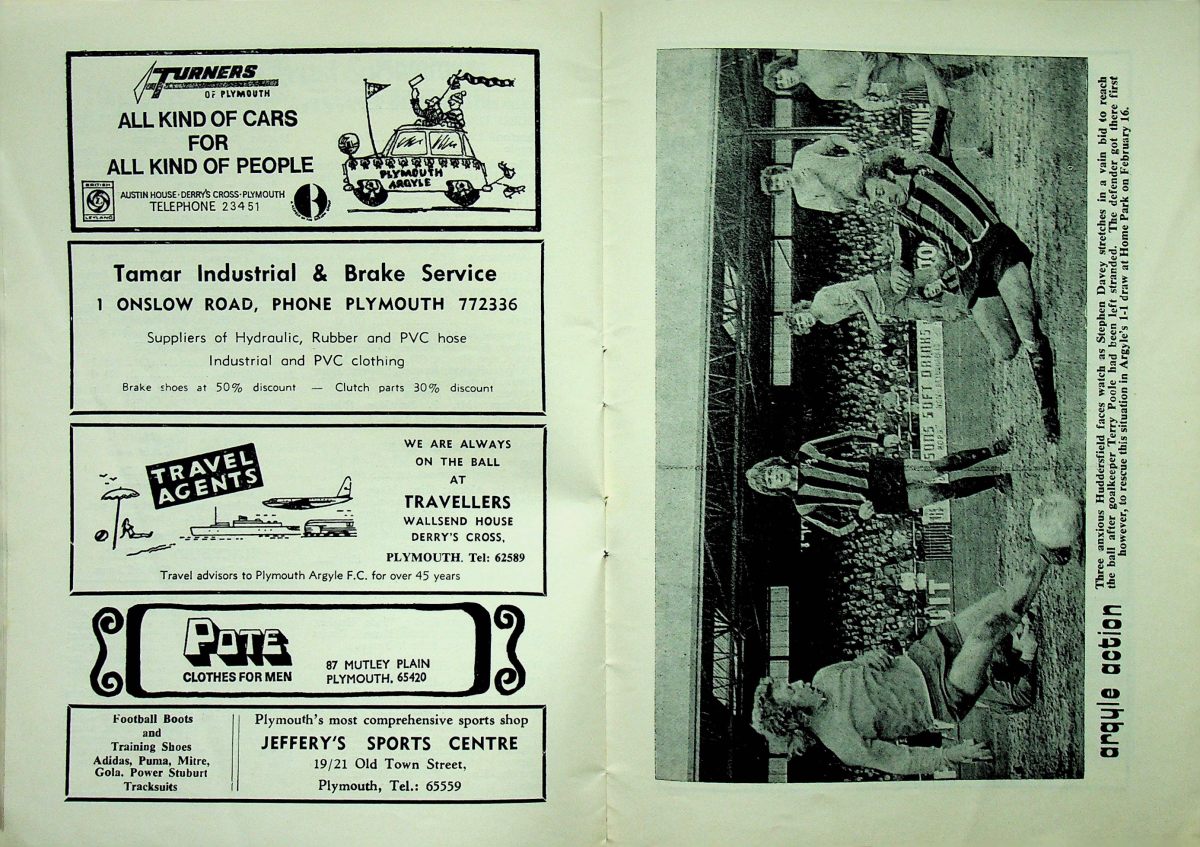 TURNERS
OF PLYMOUTH
ALL KIND OF CARS
FOR
ALL KIND OF PEOPLE
BRITISH
LEYLAND
AUSTIN HOUSE · DERRY'S CROSS · PLYMOUTH
TELEPHONE 23451
PLYMOUTH
ARGYLE
Tamar Industrial & Brake Service
1 ONSLOW ROAD, PHONE PLYMOUTH 772336
Suppliers of Hydraulic, Rubber and PVC hose
Industrial and PVC clothing
Brake shoes at 50% discount — Clutch parts 30% discount
TRAVEL
AGENTS
WE ARE ALWAYS
ON THE BALL
AT
TRAVELLERS
WALLSEND HOUSE
DERRY'S CROSS,
PLYMOUTH. Tel: 62589
Travel advisors to Plymouth Argyle F.C. for over 45 years
POTE
CLOTHES FOR MEN
87 MUTLEY PLAIN
PLYMOUTH, 65420
Football Boots
and
Training Shoes
Adidas, Puma, Mitre,
Gola, Power Stuburt
Tracksuits
Plymouth's most comprehensive sports shop
JEFFERY'S SPORTS CENTRE
19/21 Old Town Street,
Plymouth, Tel.: 65559
SUNS SOFT DRINKS
argyle action
Three anxious Huddersfield faces watch as Stephen Davey stretches in a vain bid to reach
the ball after goalkeeper Terry Poole had been left stranded. The defender got there first
however, to rescue this situation in Argyle's 1-1 draw at Home Park on February 16.